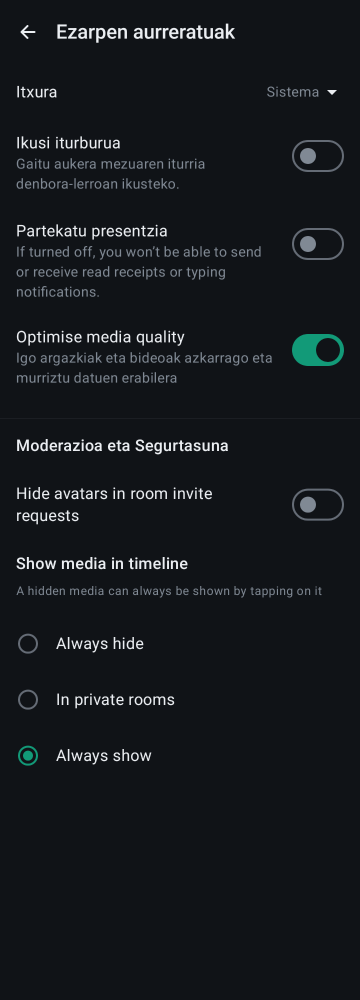 Ezarpen aurreratuak
Itxura
Sistema
Ikusi iturburua
Gaitu aukera mezuaren iturria
denbora-lerroan ikusteko.
Partekatu presentzia
If turned off, you won't be able to send
or receive read receipts or typing
notifications.
Optimise media quality
Igo argazkiak eta bideoak azkarrago eta
murriztu datuen erabilera
Moderazioa eta Segurtasuna
Hide avatars in room invite
requests
Show media in timeline
A hidden media can always be shown by tapping on it
Always hide
In private rooms
Always show